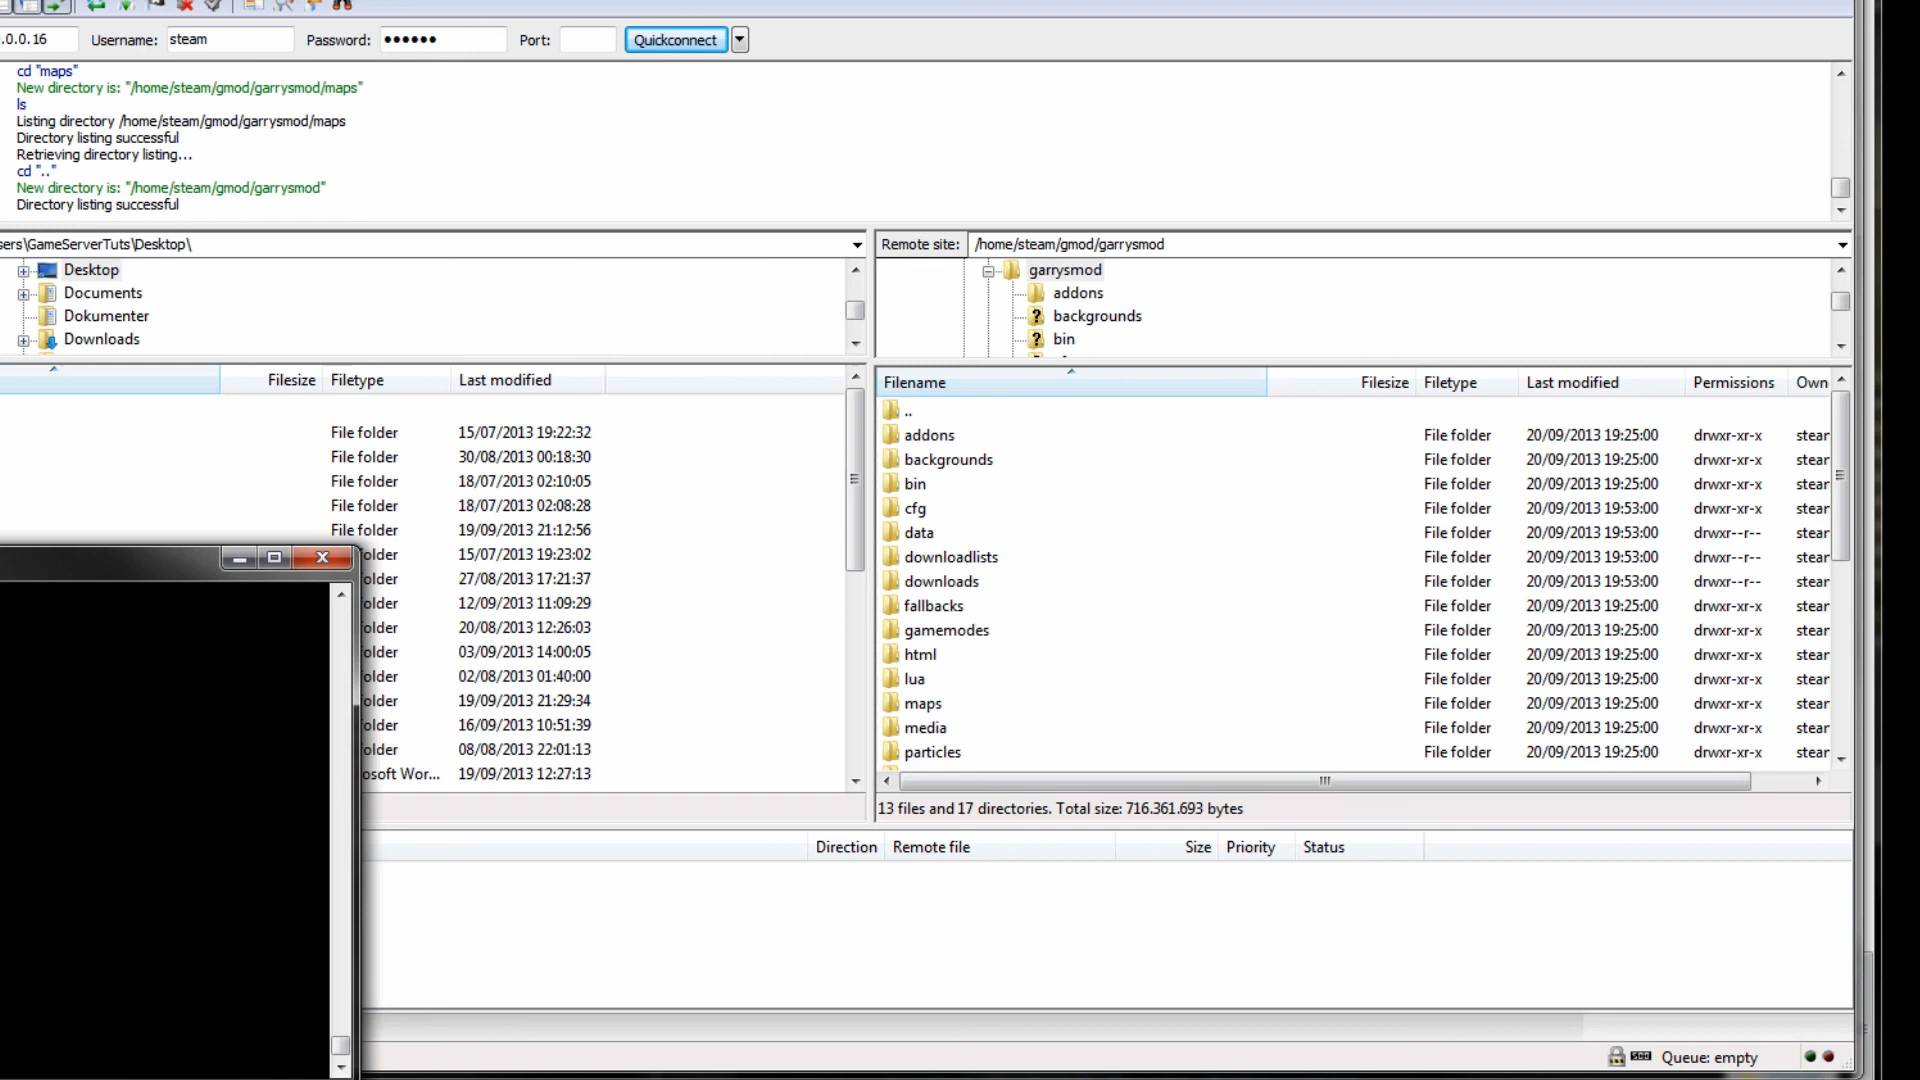 .0.0.16 Username: steam Password: •••••• Port: Quickconnect
cd "maps"
New directory is: "/home/steam/gmod/garrysmod/maps"
ls
Listing directory /home/steam/gmod/garrysmod/maps
Directory listing successful
Retrieving directory listing...
cd ".."
New directory is: "/home/steam/gmod/garrysmod"
Directory listing successful
sers\GameServerTuts\Desktop\
Desktop
Documents
Dokumenter
Downloads
Remote site: /home/steam/gmod/garrysmod
garrysmod
addons
? backgrounds
? bin
Filesize Filetype Last modified
File folder 15/07/2013 19:22:32
File folder 30/08/2013 00:18:30
File folder 18/07/2013 02:10:05
File folder 18/07/2013 02:08:28
File folder 19/09/2013 21:12:56
older 15/07/2013 19:23:02
older 27/08/2013 17:21:37
older 12/09/2013 11:09:29
older 20/08/2013 12:26:03
older 03/09/2013 14:00:05
older 02/08/2013 01:40:00
older 19/09/2013 21:29:34
older 16/09/2013 10:51:39
older 08/08/2013 22:01:13
osoft Wor... 19/09/2013 12:27:13
Filename Filesize Filetype Last modified Permissions Own
..
addons File folder 20/09/2013 19:25:00 drwxr-xr-x stear
backgrounds File folder 20/09/2013 19:25:00 drwxr-xr-x stear
bin File folder 20/09/2013 19:25:00 drwxr-xr-x stear
cfg File folder 20/09/2013 19:53:00 drwxr-xr-x stear
data File folder 20/09/2013 19:53:00 drwxr--r-- stear
downloadlists File folder 20/09/2013 19:53:00 drwxr--r-- stear
downloads File folder 20/09/2013 19:53:00 drwxr--r-- stear
fallbacks File folder 20/09/2013 19:25:00 drwxr-xr-x stear
gamemodes File folder 20/09/2013 19:25:00 drwxr-xr-x stear
html File folder 20/09/2013 19:25:00 drwxr-xr-x stear
lua File folder 20/09/2013 19:25:00 drwxr-xr-x stear
maps File folder 20/09/2013 19:25:00 drwxr-xr-x stear
media File folder 20/09/2013 19:25:00 drwxr-xr-x stear
particles File folder 20/09/2013 19:25:00 drwxr-xr-x stear
13 files and 17 directories. Total size: 716.361.693 bytes
Direction Remote file Size Priority Status
Queue: empty